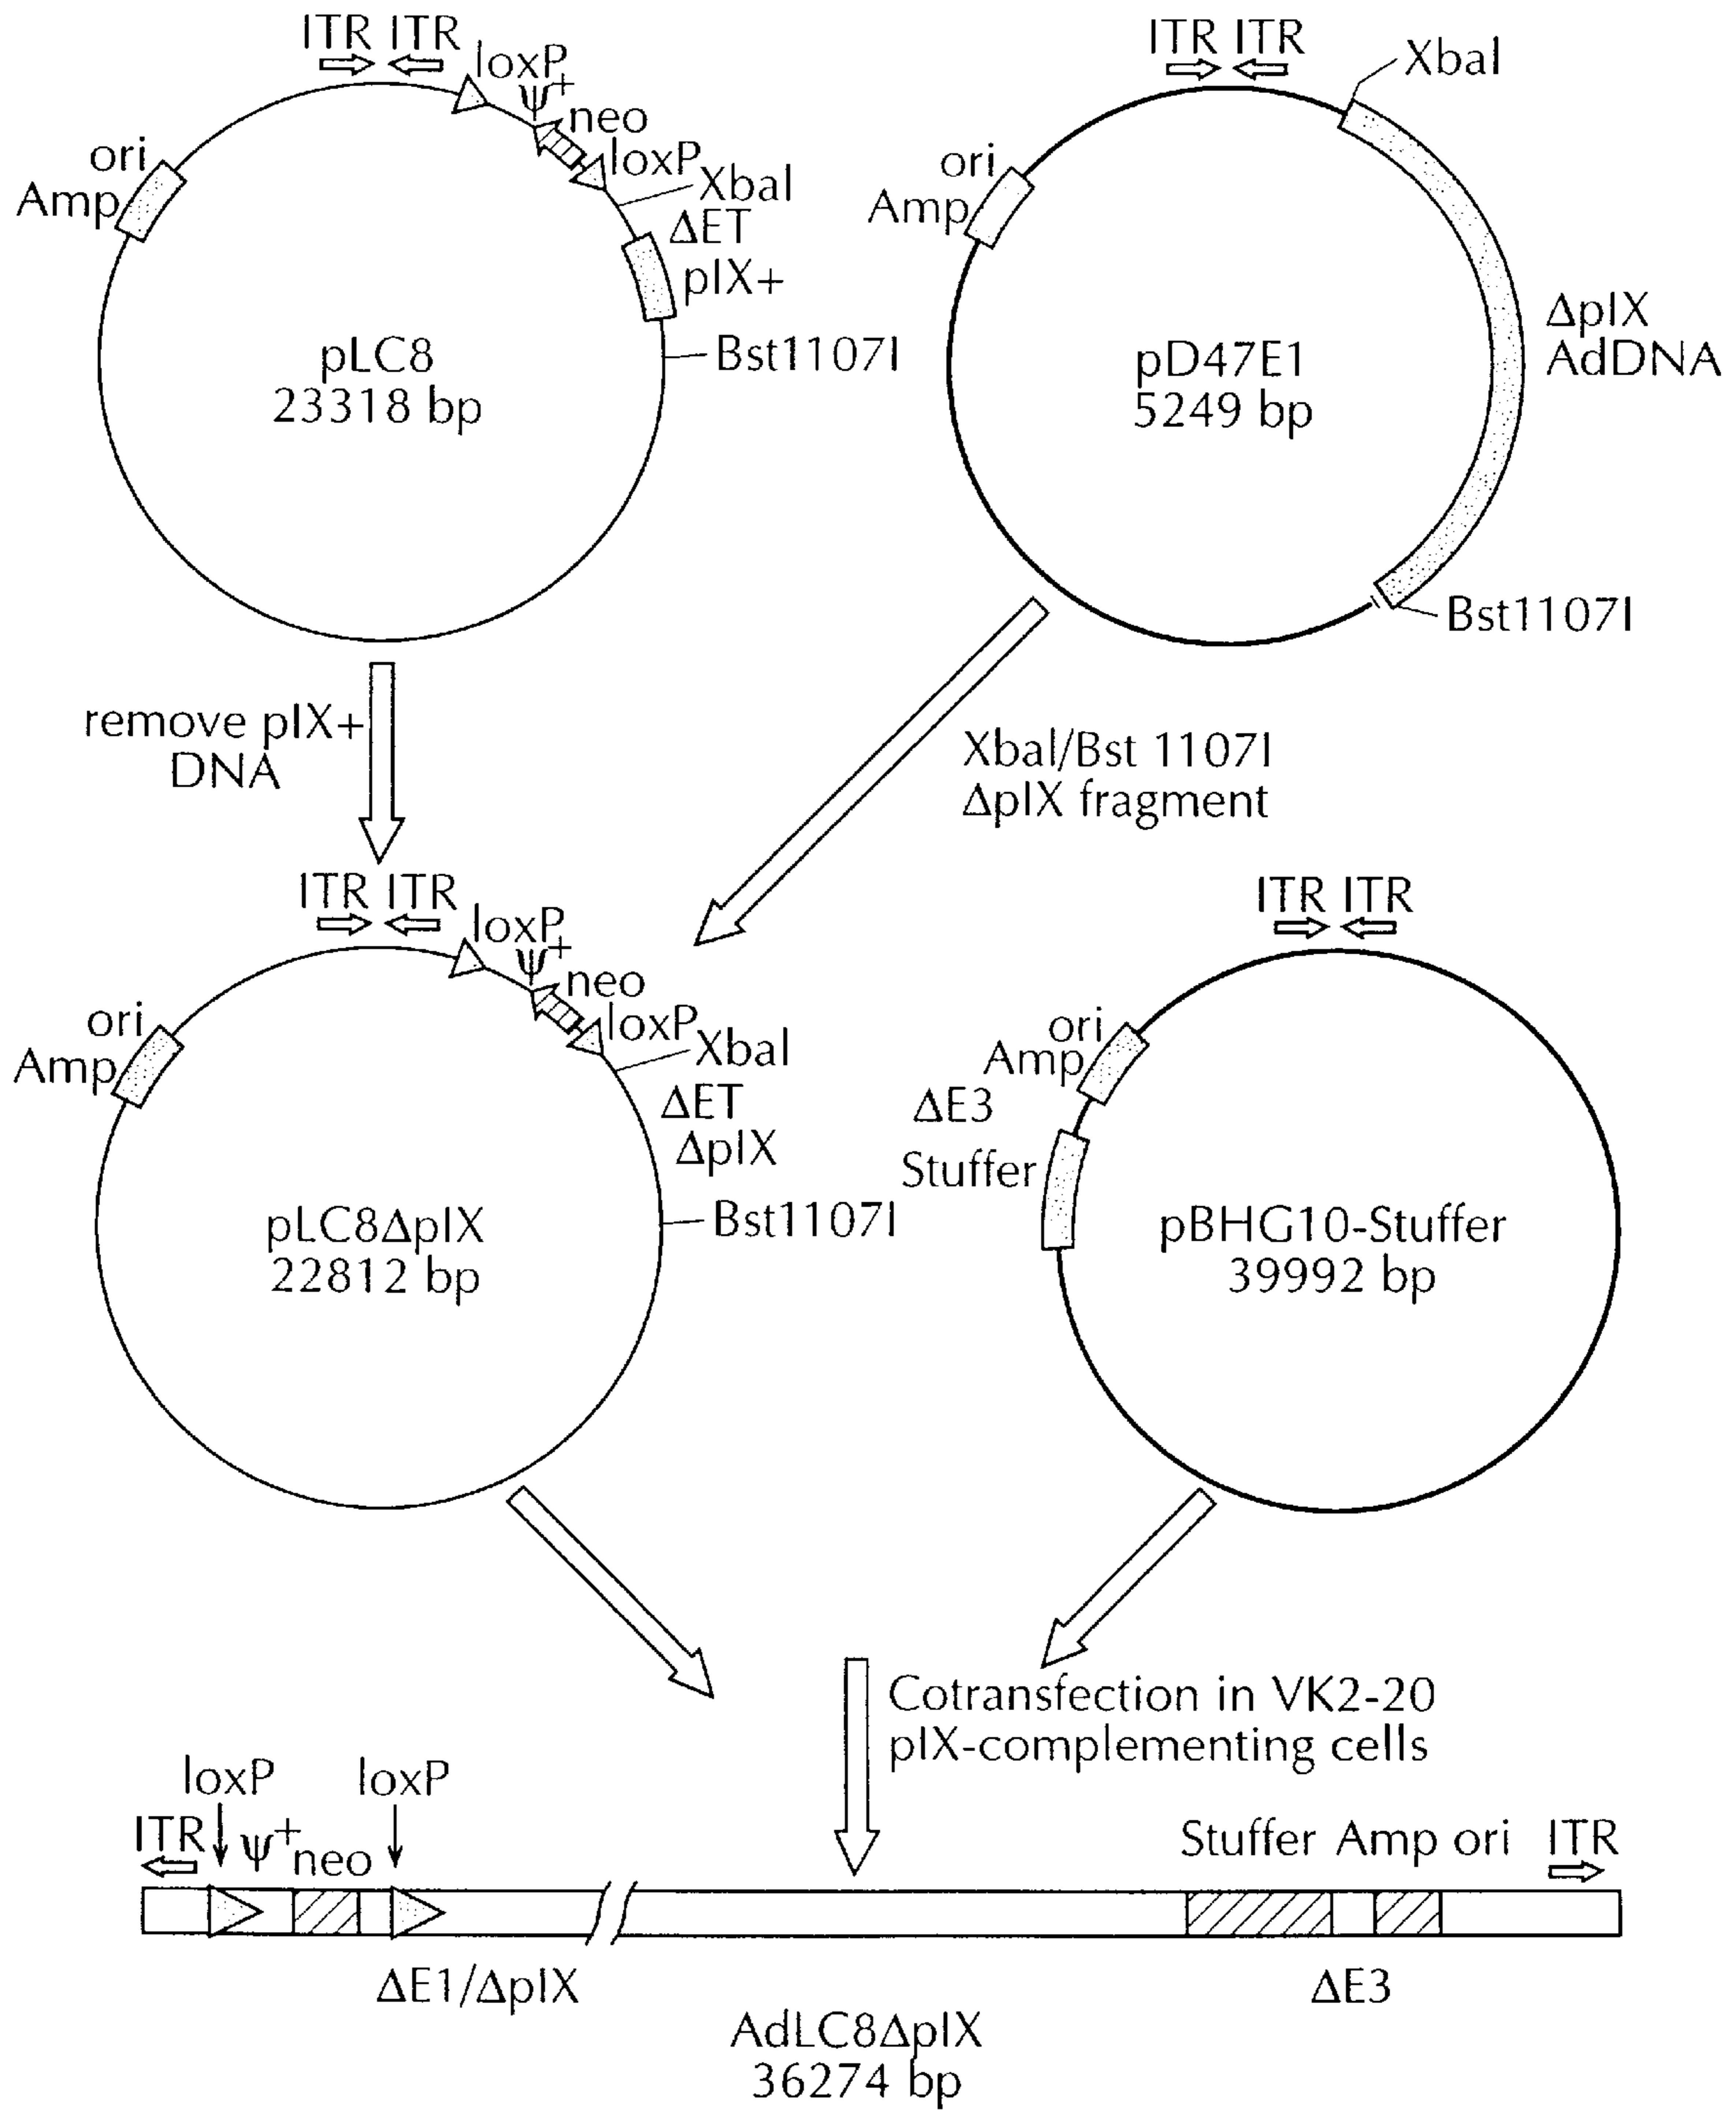 ITR ITR
loxP
ψ+
neo
loxP
XbaI
ori
Amp
ΔET
pIX+
Bst1107I
pLC8
23318 bp
ITR ITR
XbaI
ori
Amp
ΔpIX
AdDNA
pD47E1
5249 bp
Bst1107I
remove pIX+
DNA
XbaI/Bst 1107I
ΔpIX fragment
ITR ITR
loxP
ψ+
neo
loxP
XbaI
ori
Amp
ΔET
ΔpIX
Bst1107I
pLC8ΔpIX
22812 bp
ITR ITR
ori
Amp
ΔE3
Stuffer
pBHG10-Stuffer
39992 bp
Cotransfection in VK2-20
pIX-complementing cells
loxP loxP
ITR ψ+ neo
Stuffer Amp ori ITR
ΔE1/ΔpIX
ΔE3
AdLC8ΔpIX
36274 bp